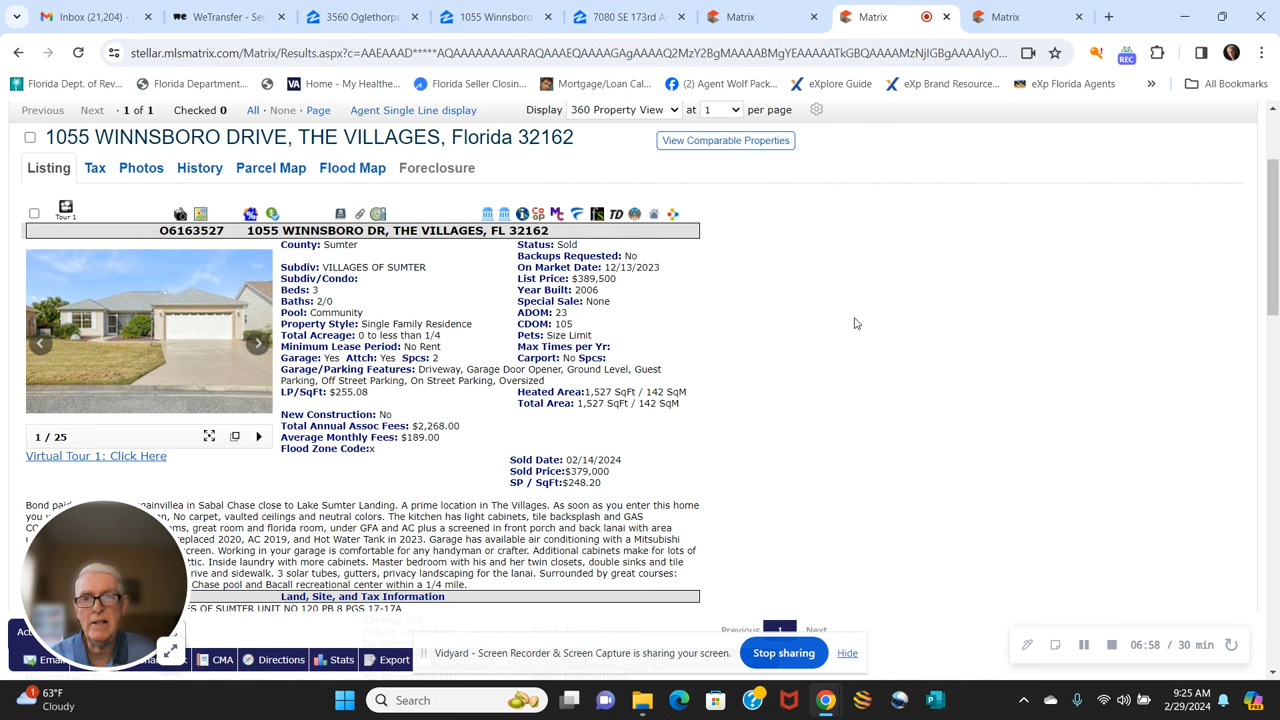 Inbox (21,204) - 
WeTransfer - Sen
3560 Oglethorpe
1055 Winnsboro
7080 SE 173rd A
Matrix
Matrix
Matrix
stellar.mlsmatrix.com/Matrix/Results.aspx?c=AAEAAAD*****AQAAAAAAAAARAQAAAEQAAAAGAgAAAAQ2MzY2BgMAAAABMgYEAAAAATkGBQAAAAMzNjIGBgAAAAIyO...
REC
Florida Dept. of Rev...
Florida Department...
VA Home - My Healthe...
Florida Seller Closin...
Mortgage/Loan Cal...
(2) Agent Wolf Pack...
eXplore Guide
eXp Brand Resource...
eXp Florida Agents
»
All Bookmarks
Previous Next · 1 of 1 Checked 0 All · None · Page Agent Single Line display Display 360 Property View at 1 per page
1055 WINNSBORO DRIVE, THE VILLAGES, Florida 32162
View Comparable Properties
Listing Tax Photos History Parcel Map Flood Map Foreclosure
Tour 1
O6163527 1055 WINNSBORO DR, THE VILLAGES, FL 32162
County: Sumter Status: Sold
Backups Requested: No
Subdiv: VILLAGES OF SUMTER On Market Date: 12/13/2023
Subdiv/Condo: List Price: $389,500
Beds: 3 Year Built: 2006
Baths: 2/0 Special Sale: None
Pool: Community ADOM: 23
Property Style: Single Family Residence CDOM: 105
Total Acreage: 0 to less than 1/4 Pets: Size Limit
Minimum Lease Period: No Rent Max Times per Yr:
Garage: Yes Attch: Yes Spcs: 2 Carport: No Spcs:
Garage/Parking Features: Driveway, Garage Door Opener, Ground Level, Guest
Parking, Off Street Parking, On Street Parking, Oversized
LP/SqFt: $255.08 Heated Area:1,527 SqFt / 142 SqM
Total Area: 1,527 SqFt / 142 SqM
New Construction: No
Total Annual Assoc Fees: $2,268.00
Average Monthly Fees: $189.00
Flood Zone Code:x
1 / 25
Virtual Tour 1: Click Here
Sold Date: 02/14/2024
Sold Price:$379,000
SP / SqFt:$248.20
Bond paid gainvillea in Sabal Chase close to Lake Sumter Landing. A prime location in The Villages. As soon as you enter this home
No carpet, vaulted ceilings and neutral colors. The kitchen has light cabinets, tile backsplash and GAS
great room and florida room, under GFA and AC plus a screened in front porch and back lanai with area
replaced 2020, AC 2019, and Hot Water Tank in 2023. Garage has available air conditioning with a Mitsubishi
Working in your garage is comfortable for any handyman or crafter. Additional cabinets make for lots of
Inside laundry with more cabinets. Master bedroom with his and her twin closets, double sinks and tile
and sidewalk. 3 solar tubes, gutters, privacy landscaping for the lanai. Surrounded by great courses:
Chase pool and Bacall recreational center within a 1/4 mile.
Land, Site, and Tax Information
OF SUMTER UNIT NO 120 PB 8 PGS 17-17A
Previous 1 Next
Email CMA Directions Stats Export
Vidyard - Screen Recorder & Screen Capture is sharing your screen. Stop sharing Hide
06:58 / 30 min
1
63°F
Cloudy
Search
9:25 AM
2/29/2024